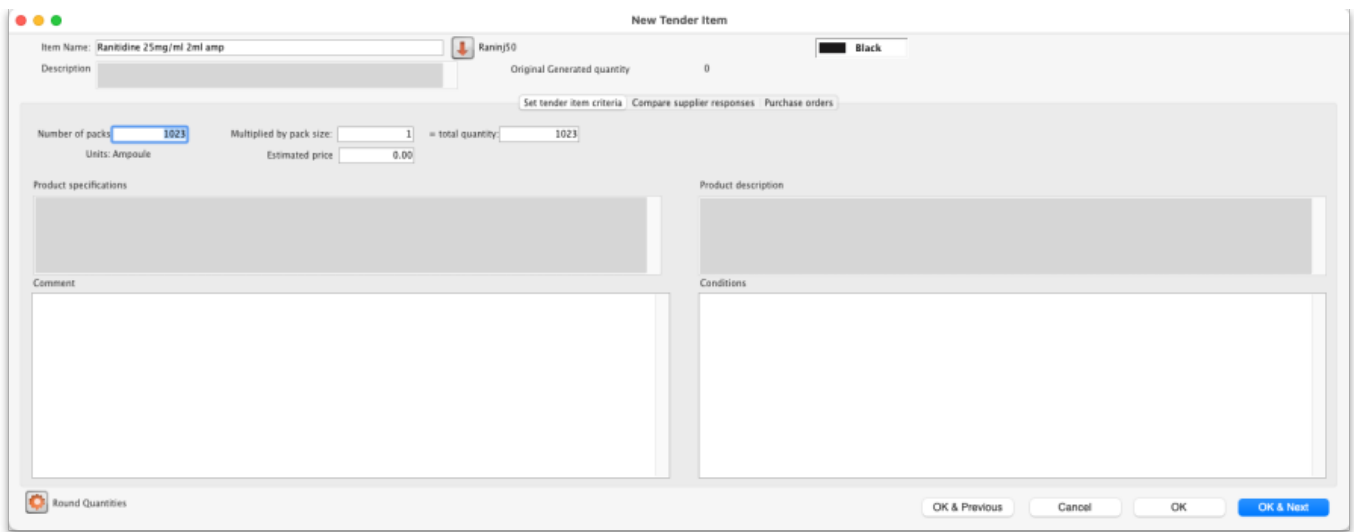 New Tender Item
Item Name: Ranitidine 25mg/ml 2ml amp Raninj50 Black
Description Original Generated quantity 0
Set tender item criteria Compare supplier responses Purchase orders
Number of packs 1023 Multiplied by pack size: 1 = total quantity: 1023
Units: Ampoule Estimated price 0.00
Product specifications Product description
Comment Conditions
Round Quantities OK & Previous Cancel OK OK & Next